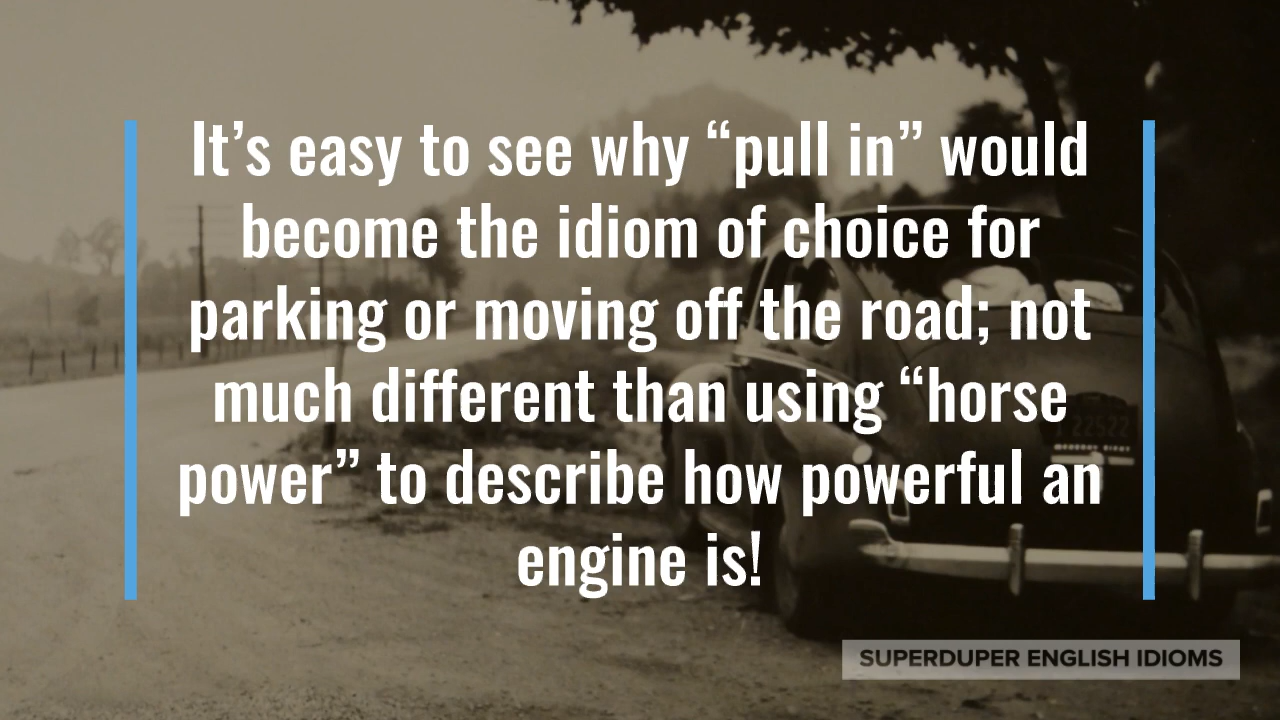 It’s easy to see why “pull in” would
become the idiom of choice for
parking or moving off the road; not
much different than using “horse
power” to describe how powerful an
engine is!
22522
SUPERDUPER ENGLISH IDIOMS